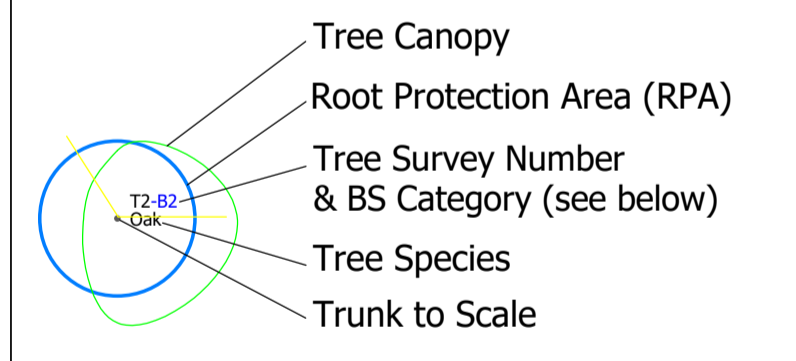 Tree Canopy
Root Protection Area (RPA)
Tree Survey Number
& BS Category (see below)
T2-B2
Oak
Tree Species
Trunk to Scale